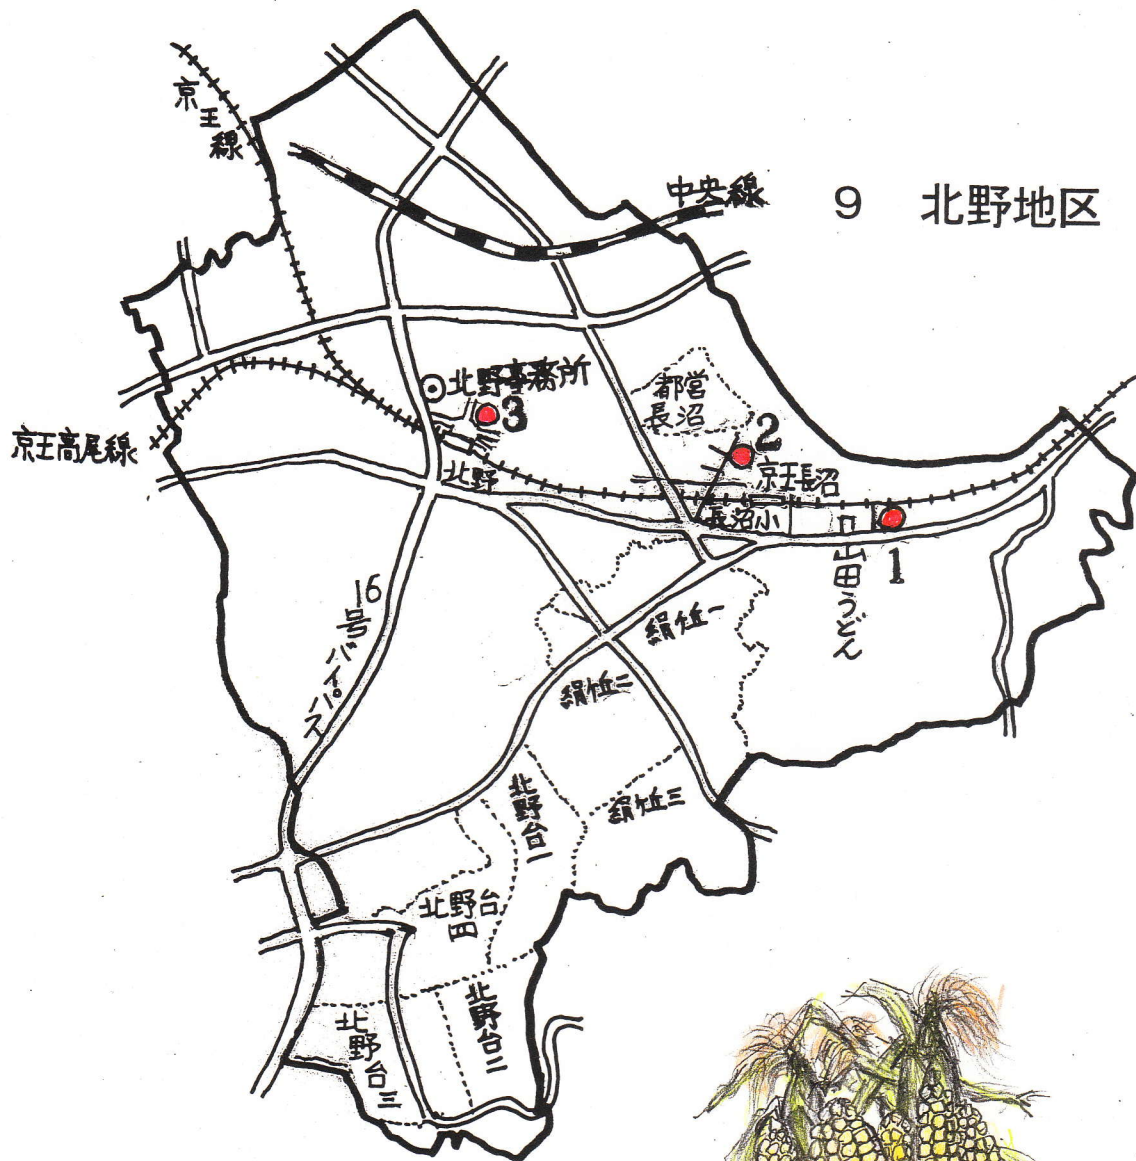 9 北野地区
京王線
中央線
北野事務所
3
都営
長沼
2
京王高尾線
北野
京王長沼
長沼小
山田うどん
1
16号バイパス
絹ヶ丘一
絹ヶ丘二
絹ヶ丘三
北野台一
北野台四
北野台二
北野台三